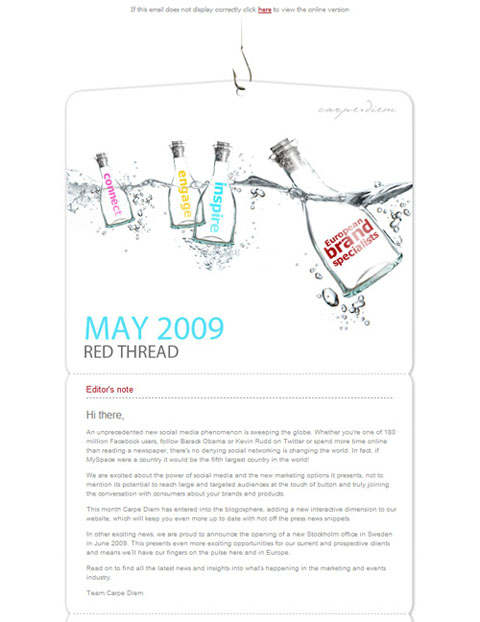 If this email does not display correctly click here to view the online version
carpe diem
connect
engage
inspire
European
brand
specialists
MAY 2009
RED THREAD
Editor's note
Hi there,
An unprecedented new social media phenomenon is sweeping the globe. Whether you're one of 180
million Facebook users, follow Barack Obama or Kevin Rudd on Twitter or spend more time online
than reading a newspaper, there's no denying social networking is changing the world. In fact, if
MySpace were a country it would be the fifth largest country in the world!
We are excited about the power of social media and the new marketing options it presents, not to
mention its potential to reach large and targeted audiences at the touch of button and truly joining
the conversation with consumers about your brands and products.
This month Carpe Diem has entered into the blogosphere, adding a new interactive dimension to our
website, which will keep you even more up to date with hot off the press news snippets.
In other exciting news, we are proud to announce the opening of a new Stockholm office in Sweden
in June 2009. This presents even more exciting opportunities for our current and prospective clients
and means we'll have our fingers on the pulse here and in Europe.
Read on to find all the latest news and insights into what's happening in the marketing and events
industry.
Team Carpe Diem